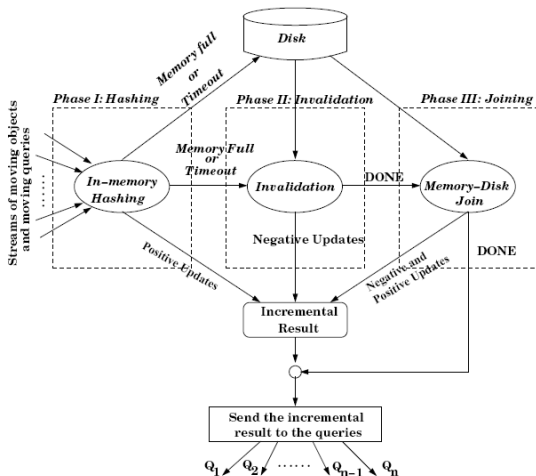 Disk
Memory full
or
Timeout
Phase I: Hashing
Phase II: Invalidation
Phase III: Joining
Streams of moving objects
and moving queries
In-memory
Hashing
Memory Full
or
Timeout
Invalidation
DONE
Memory-Disk
Join
Positive Updates
Negative Updates
Negative and
Positive Updates
DONE
Incremental
Result
Send the incremental
result to the queries
Q1 Q2 ...... Qn-1 Qn